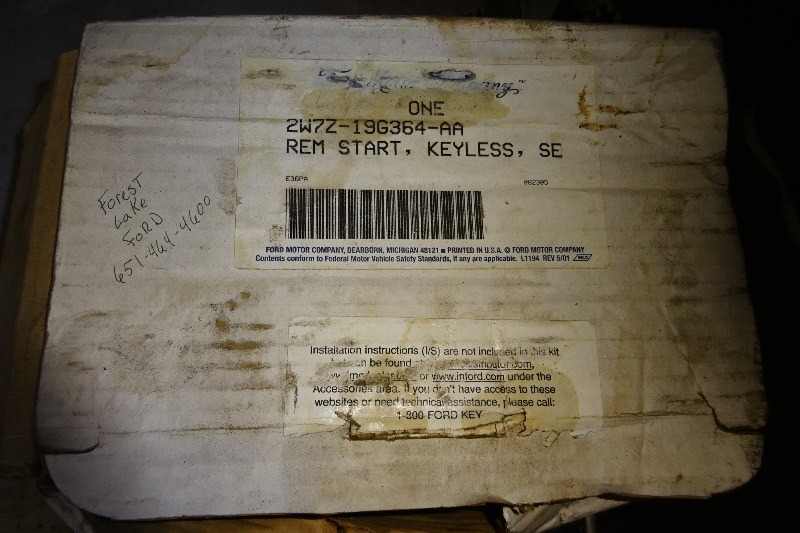 ONE
2W7Z-19G364-AA
REM START, KEYLESS, SE
E36PA 082305
FORD MOTOR COMPANY, DEARBORN, MICHIGAN 48121 ■ PRINTED IN U.S.A. © FORD MOTOR COMPANY
Contents conform to Federal Motor Vehicle Safety Standards, if any are applicable. L1194 REV 5/01
Forest
Lake
FORD
651-464-4600
Installation instructions (I/S) are not included in this kit
can be found
or www.inford.com under the
Accessories area. If you don't have access to these
websites or need technical assistance, please call:
1-800 FORD KEY